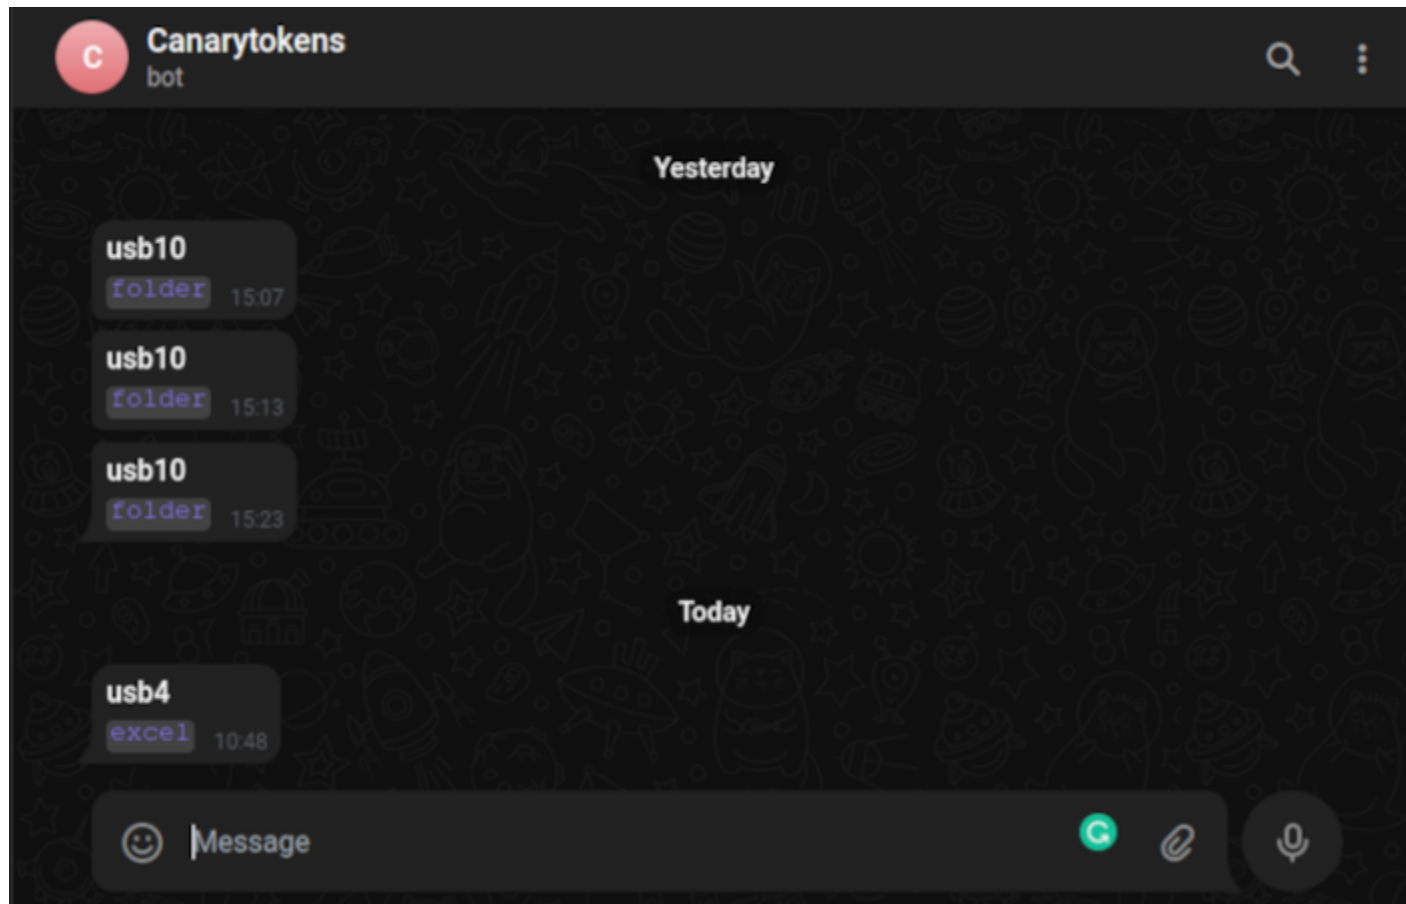 C
Canarytokens
bot
Yesterday
usb10
folder 15:07
usb10
folder 15:13
usb10
folder 15:23
Today
usb4
excel 10:48
Message